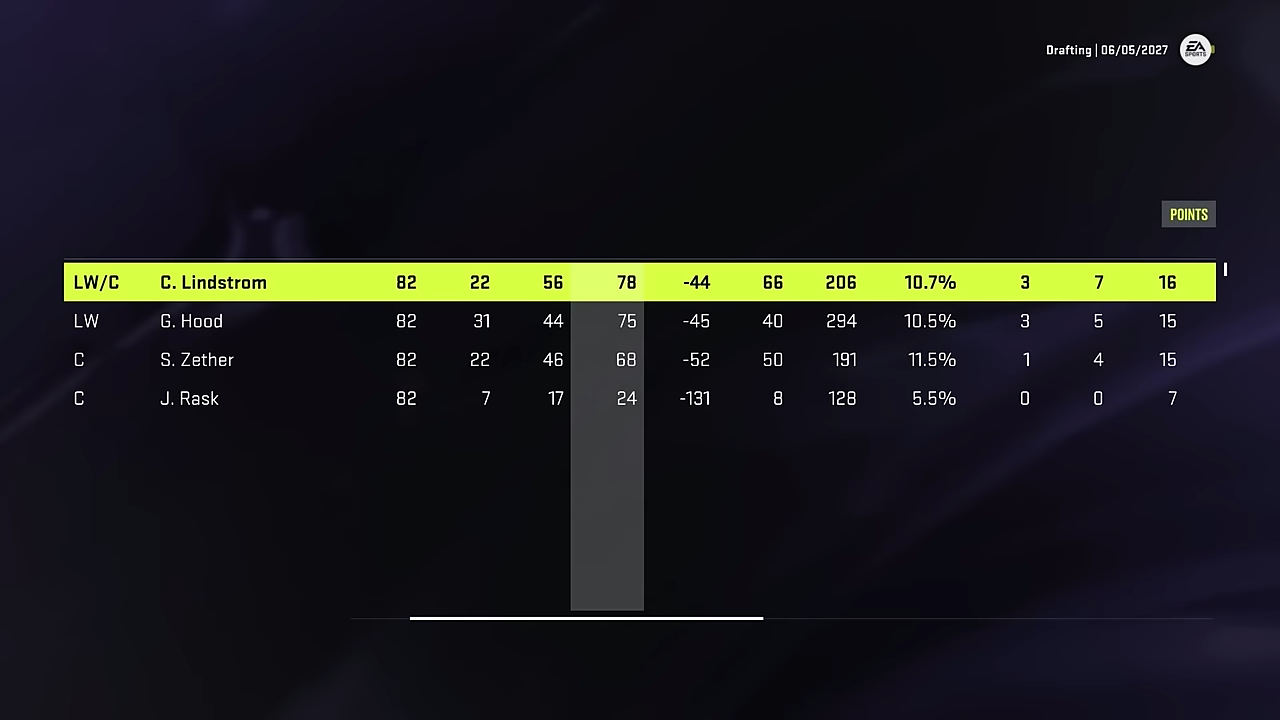 Drafting | 06/05/2027
EA SPORTS
POINTS
LW/C C. Lindstrom 82 22 56 78 -44 66 206 10.7% 3 7 16
LW G. Hood 82 31 44 75 -45 40 294 10.5% 3 5 15
C S. Zether 82 22 46 68 -52 50 191 11.5% 1 4 15
C J. Rask 82 7 17 24 -131 8 128 5.5% 0 0 7